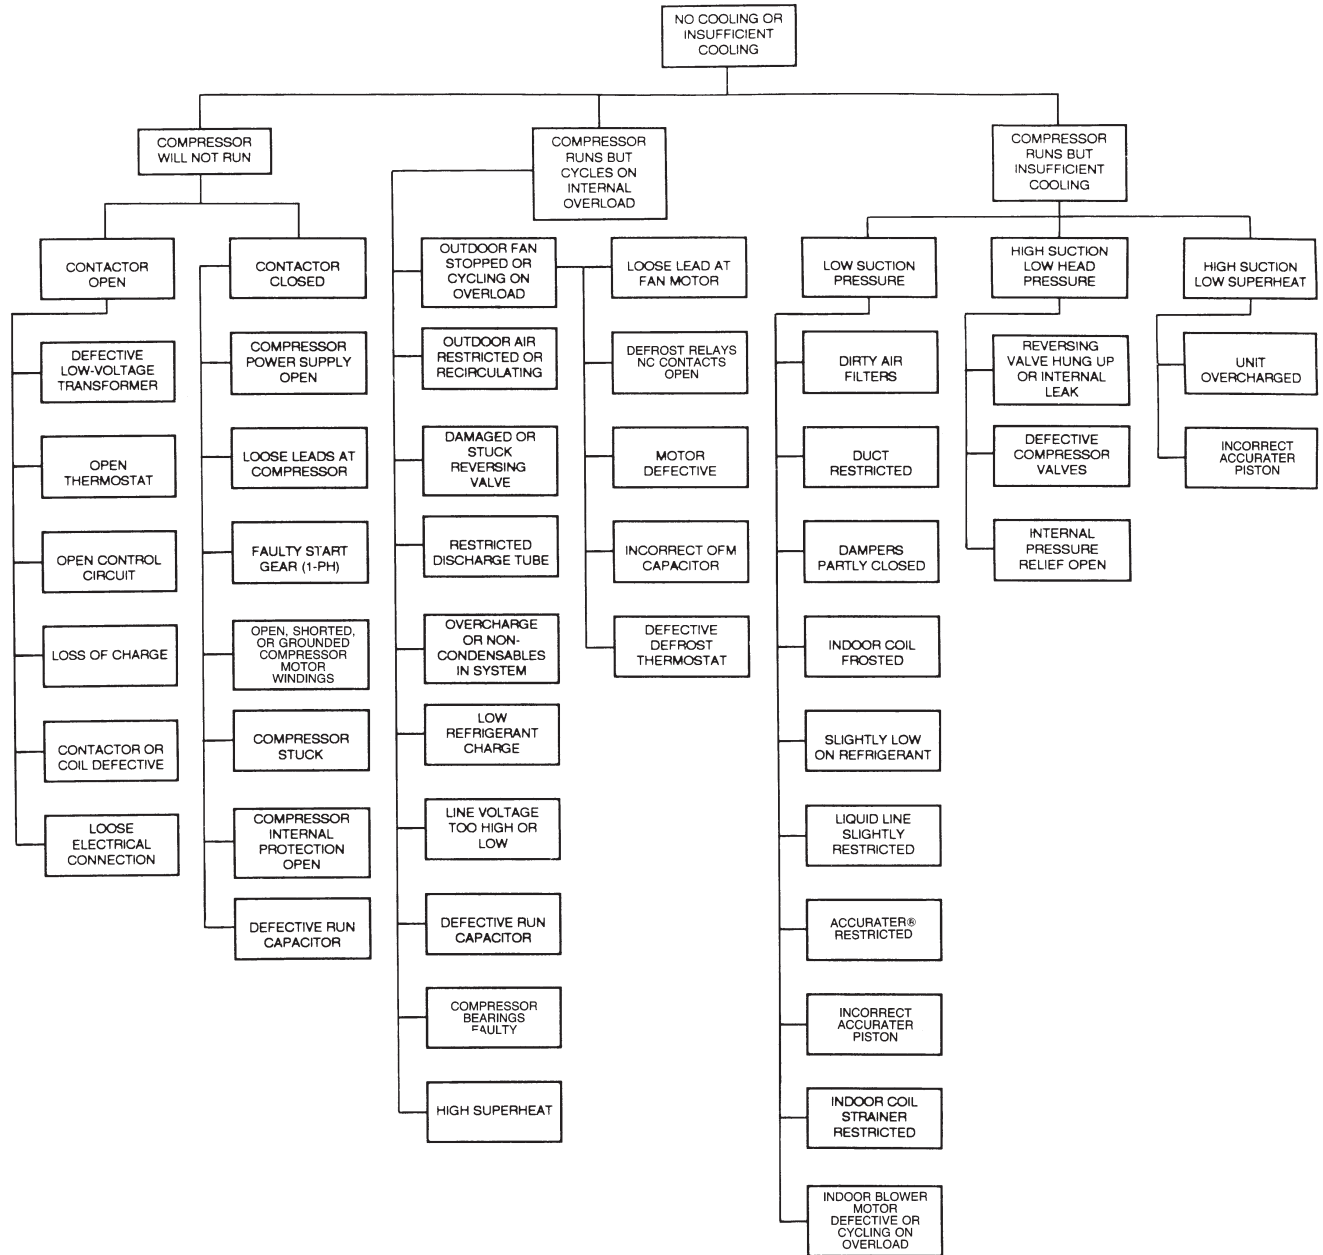 NO COOLING OR
INSUFFICIENT
COOLING
COMPRESSOR
WILL NOT RUN
COMPRESSOR
RUNS BUT
CYCLES ON
INTERNAL
OVERLOAD
COMPRESSOR
RUNS BUT
INSUFFICIENT
COOLING
CONTACTOR
OPEN
DEFECTIVE
LOW-VOLTAGE
TRANSFORMER
OPEN
THERMOSTAT
OPEN CONTROL
CIRCUIT
LOSS OF CHARGE
CONTACTOR OR
COIL DEFECTIVE
LOOSE
ELECTRICAL
CONNECTION
CONTACTOR
CLOSED
COMPRESSOR
POWER SUPPLY
OPEN
LOOSE LEADS AT
COMPRESSOR
FAULTY START
GEAR (1-PH)
OPEN, SHORTED,
OR GROUNDED
COMPRESSOR
MOTOR
WINDINGS
COMPRESSOR
STUCK
COMPRESSOR
INTERNAL
PROTECTION
OPEN
DEFECTIVE RUN
CAPACITOR
OUTDOOR FAN
STOPPED OR
CYCLING ON
OVERLOAD
OUTDOOR AIR
RESTRICTED OR
RECIRCULATING
DAMAGED OR
STUCK
REVERSING
VALVE
RESTRICTED
DISCHARGE TUBE
OVERCHARGE
OR NON-
CONDENSABLES
IN SYSTEM
LOW
REFRIGERANT
CHARGE
LINE VOLTAGE
TOO HIGH OR
LOW
DEFECTIVE RUN
CAPACITOR
COMPRESSOR
BEARINGS
FAULTY
HIGH SUPERHEAT
LOOSE LEAD AT
FAN MOTOR
DEFROST RELAYS
NC CONTACTS
OPEN
MOTOR
DEFECTIVE
INCORRECT OFM
CAPACITOR
DEFECTIVE
DEFROST
THERMOSTAT
LOW SUCTION
PRESSURE
DIRTY AIR
FILTERS
DUCT
RESTRICTED
DAMPERS
PARTLY CLOSED
INDOOR COIL
FROSTED
SLIGHTLY LOW
ON REFRIGERANT
LIQUID LINE
SLIGHTLY
RESTRICTED
ACCURATER®
RESTRICTED
INCORRECT
ACCURATER
PISTON
INDOOR COIL
STRAINER
RESTRICTED
INDOOR BLOWER
MOTOR
DEFECTIVE OR
CYCLING ON
OVERLOAD
HIGH SUCTION
LOW HEAD
PRESSURE
REVERSING
VALVE HUNG UP
OR INTERNAL
LEAK
DEFECTIVE
COMPRESSOR
VALVES
INTERNAL
PRESSURE
RELIEF OPEN
HIGH SUCTION
LOW SUPERHEAT
UNIT
OVERCHARGED
INCORRECT
ACCURATER
PISTON